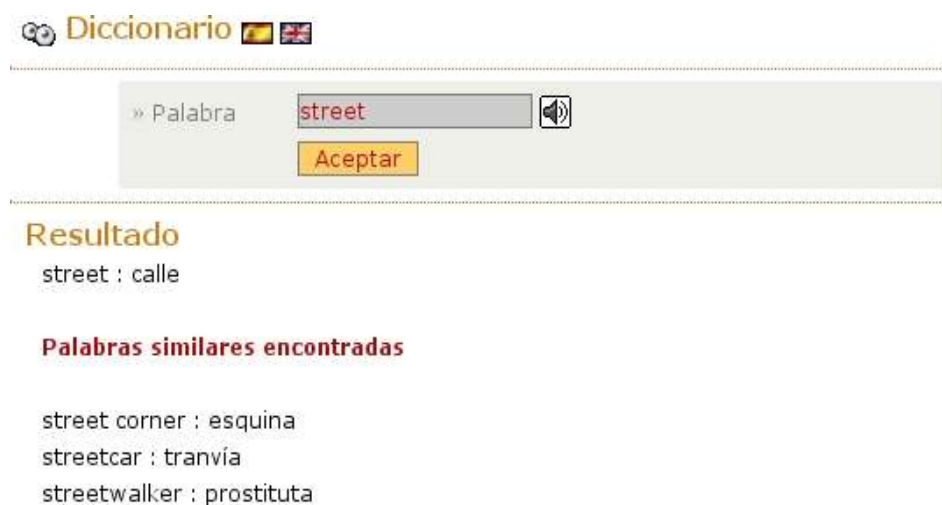 Diccionario
» Palabra street
Aceptar
Resultado
street : calle
Palabras similares encontradas
street corner : esquina
streetcar : tranvía
streetwalker : prostituta